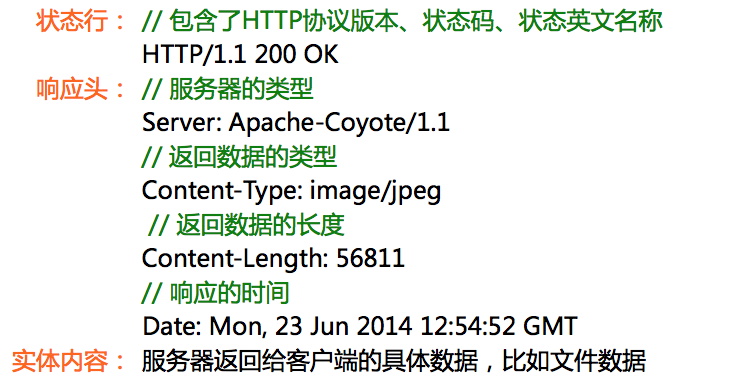 状态行： // 包含了HTTP协议版本、状态码、状态英文名称
HTTP/1.1 200 OK
响应头： // 服务器的类型
Server: Apache-Coyote/1.1
// 返回数据的类型
Content-Type: image/jpeg
// 返回数据的长度
Content-Length: 56811
// 响应的时间
Date: Mon, 23 Jun 2014 12:54:52 GMT
实体内容： 服务器返回给客户端的具体数据，比如文件数据